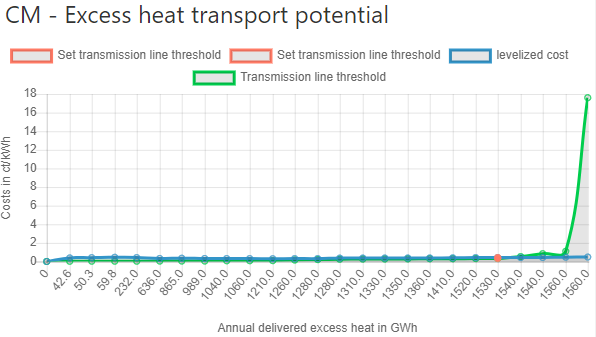 CM - Excess heat transport potential
Set transmission line threshold Set transmission line threshold levelized cost
Transmission line threshold
Costs in ct/kWh
18
16
14
12
10
8
6
4
2
0
0 42.6 50.3 59.8 232.0 636.0 865.0 989.0 1040.0 1060.0 1210.0 1260.0 1280.0 1280.0 1310.0 1330.0 1350.0 1360.0 1410.0 1520.0 1530.0 1540.0 1540.0 1560.0 1560.0
Annual delivered excess heat in GWh